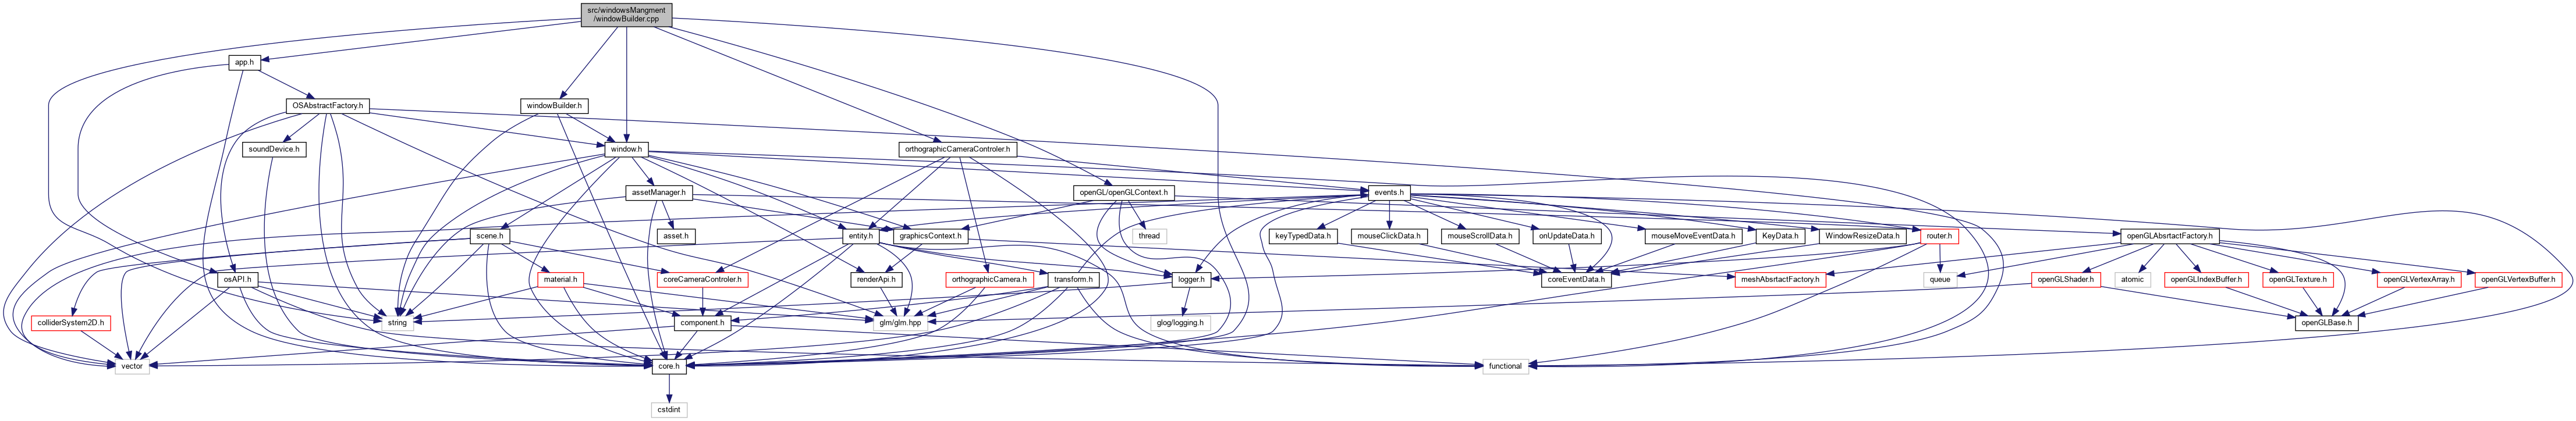 src/windowsMangment
/windowBuilder.cpp
app.h
OSAbstractFactory.h
windowBuilder.h
soundDevice.h
window.h
orthographicCameraControler.h
assetManager.h
openGL/openGLContext.h
events.h
scene.h
asset.h
entity.h
graphicsContext.h
thread
keyTypedData.h
mouseClickData.h
mouseScrollData.h
onUpdateData.h
mouseMoveEventData.h
KeyData.h
WindowResizeData.h
router.h
openGLAbsrtactFactory.h
osAPI.h
material.h
coreCameraControler.h
renderApi.h
orthographicCamera.h
transform.h
logger.h
coreEventData.h
meshAbsrtactFactory.h
queue
openGLShader.h
atomic
openGLIndexBuffer.h
openGLTexture.h
openGLVertexArray.h
openGLVertexBuffer.h
colliderSystem2D.h
string
component.h
glm/glm.hpp
glog/logging.h
openGLBase.h
vector
core.h
functional
cstdint